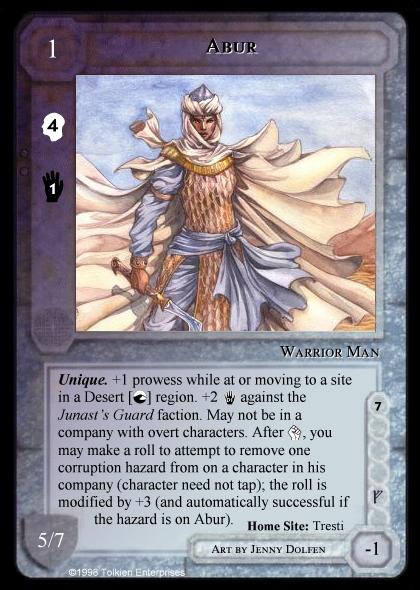 1
ABUR
4
1
WARRIOR MAN
Unique. +1 prowess while at or moving to a site
in a Desert [ ] region. +2 DI against the
Junast's Guard faction. May not be in a
company with overt characters. After , you
may make a roll to attempt to remove one
corruption hazard from on a character in his
company (character need not tap); the roll is
modified by +3 (and automatically successful if
the hazard is on Abur).
Home Site: Tresti
7
5/7
ART BY JENNY DOLFEN
-1
©1998 Tolkien Enterprises